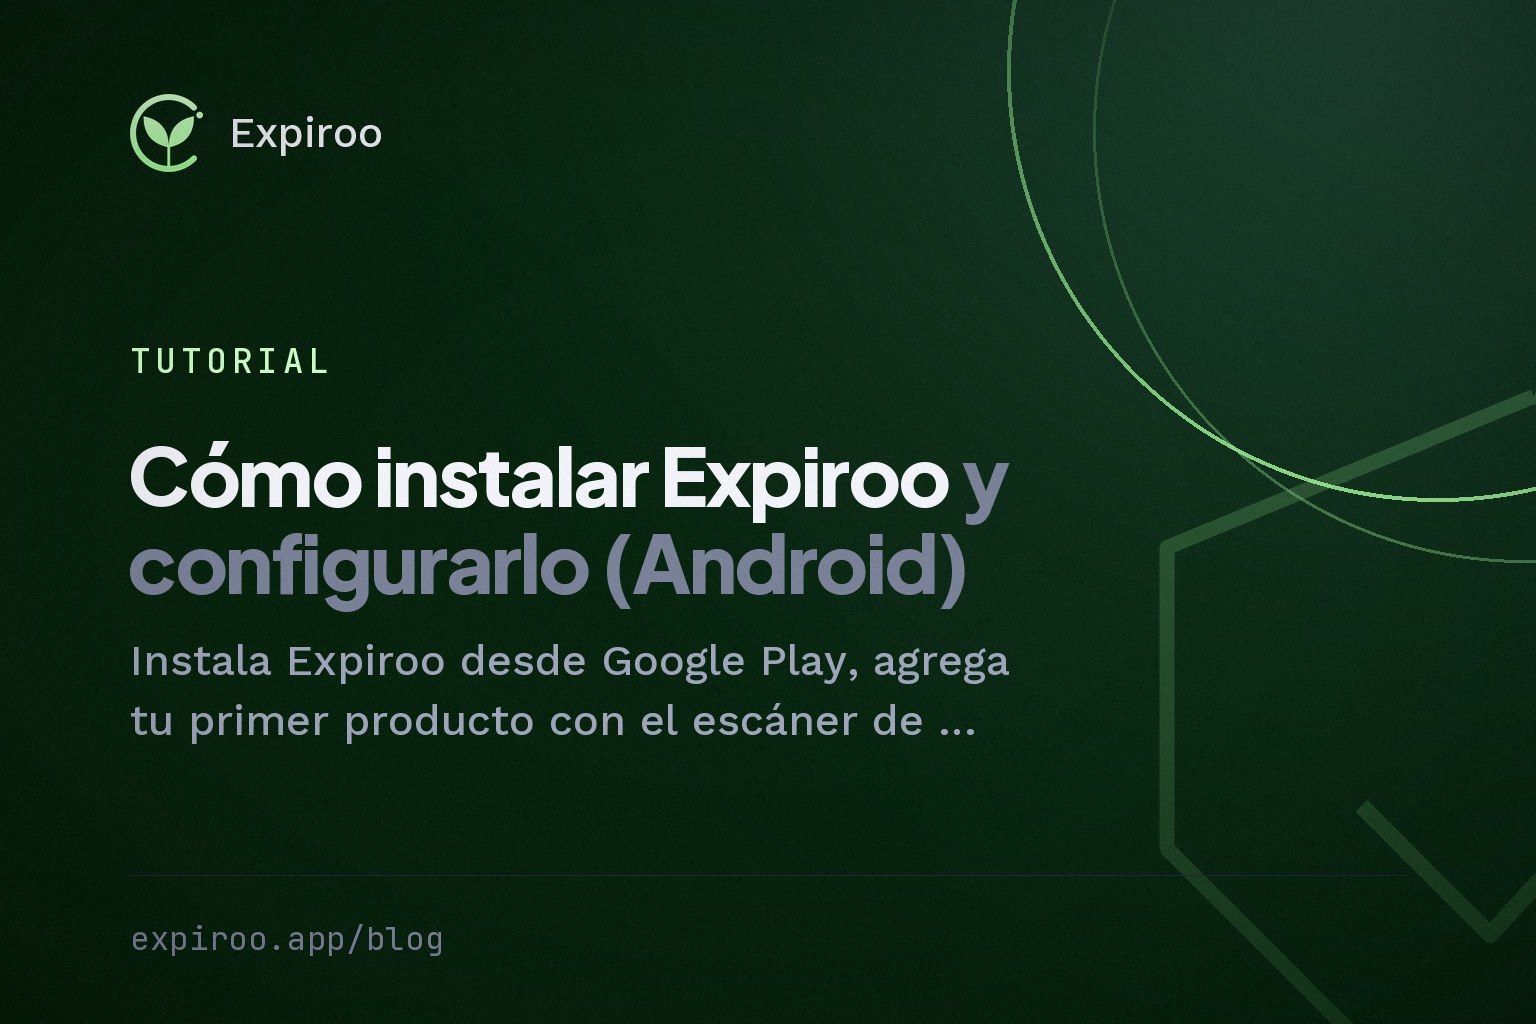 Expiroo
TUTORIAL
Cómo instalar Expiroo y
configurarlo (Android)
Instala Expiroo desde Google Play, agrega
tu primer producto con el escáner de ...
expiroo.app/blog